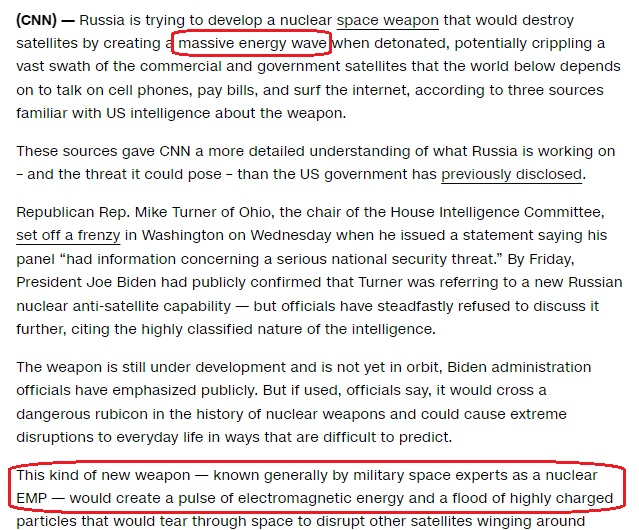 (CNN) — Russia is trying to develop a nuclear space weapon that would destroy
satellites by creating a massive energy wave when detonated, potentially crippling a
vast swath of the commercial and government satellites that the world below depends
on to talk on cell phones, pay bills, and surf the internet, according to three sources
familiar with US intelligence about the weapon.
These sources gave CNN a more detailed understanding of what Russia is working on
– and the threat it could pose – than the US government has previously disclosed.
Republican Rep. Mike Turner of Ohio, the chair of the House Intelligence Committee,
set off a frenzy in Washington on Wednesday when he issued a statement saying his
panel “had information concerning a serious national security threat.” By Friday,
President Joe Biden had publicly confirmed that Turner was referring to a new Russian
nuclear anti-satellite capability — but officials have steadfastly refused to discuss it
further, citing the highly classified nature of the intelligence.
The weapon is still under development and is not yet in orbit, Biden administration
officials have emphasized publicly. But if used, officials say, it would cross a
dangerous rubicon in the history of nuclear weapons and could cause extreme
disruptions to everyday life in ways that are difficult to predict.
This kind of new weapon — known generally by military space experts as a nuclear
EMP — would create a pulse of electromagnetic energy and a flood of highly charged
particles that would tear through space to disrupt other satellites winging around